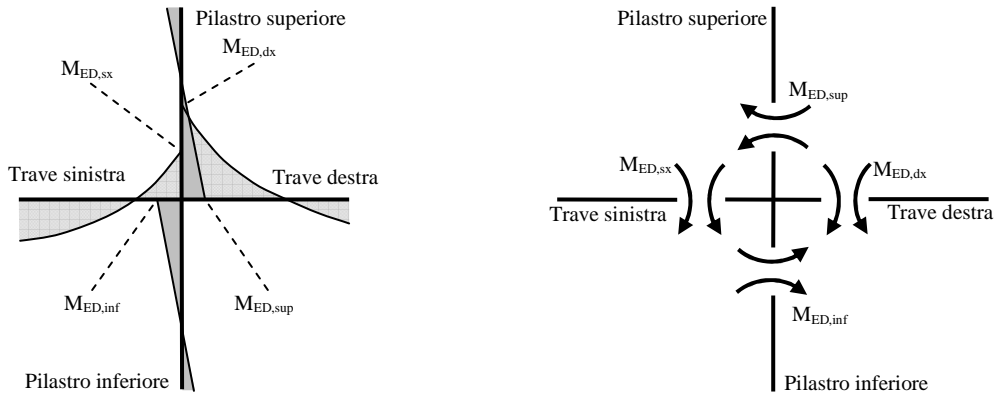 Pilastro superiore
M_ED,dx
M_ED,sx
Trave sinistra
Trave destra
M_ED,inf
M_ED,sup
Pilastro inferiore
Pilastro superiore
M_ED,sup
M_ED,sx
M_ED,dx
Trave sinistra
Trave destra
M_ED,inf
Pilastro inferiore